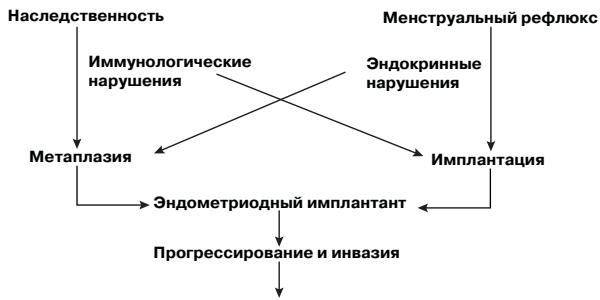 Наследственность
Менструальный рефлюкс
Иммунологические
нарушения
Эндокринные
нарушения
Метаплазия
Имплантация
Эндометриодный имплантант
Прогрессирование и инвазия